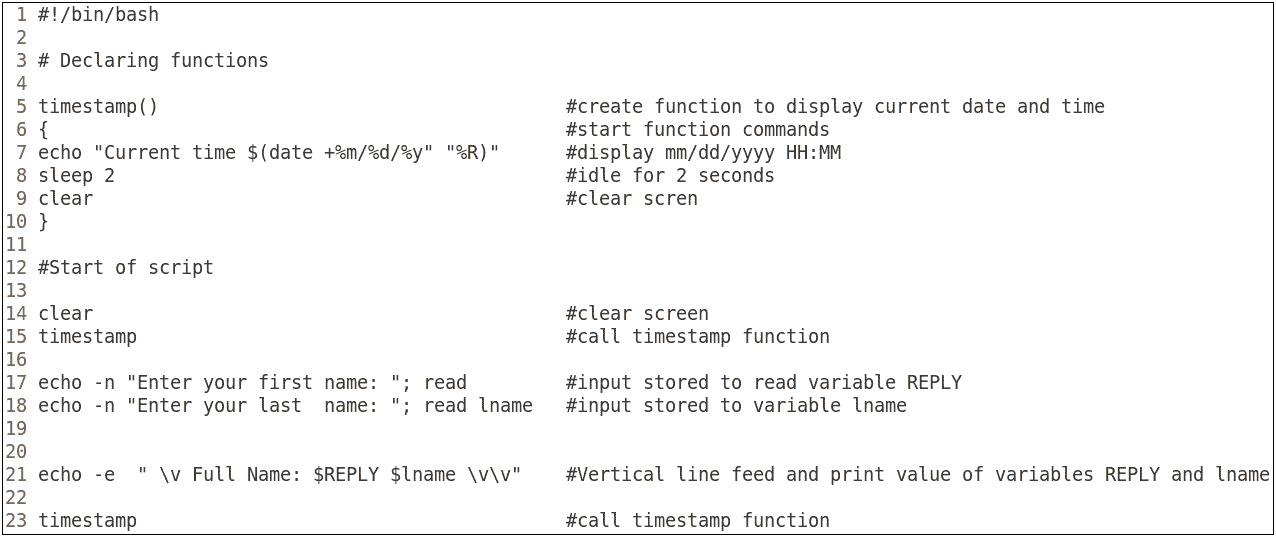 1 #!/bin/bash
2
3 # Declaring functions
4
5 timestamp() #create function to display current date and time
6 { #start function commands
7 echo "Current time $(date +%m/%d/%y" "%R)" #display mm/dd/yyyy HH:MM
8 sleep 2 #idle for 2 seconds
9 clear #clear scren
10 }
11
12 #Start of script
13
14 clear #clear screen
15 timestamp #call timestamp function
16
17 echo -n "Enter your first name: "; read #input stored to read variable REPLY
18 echo -n "Enter your last  name: "; read lname #input stored to variable lname
19
20
21 echo -e  " \v Full Name: $REPLY $lname \v\v" #Vertical line feed and print value of variables REPLY and lname
22
23 timestamp #call timestamp function